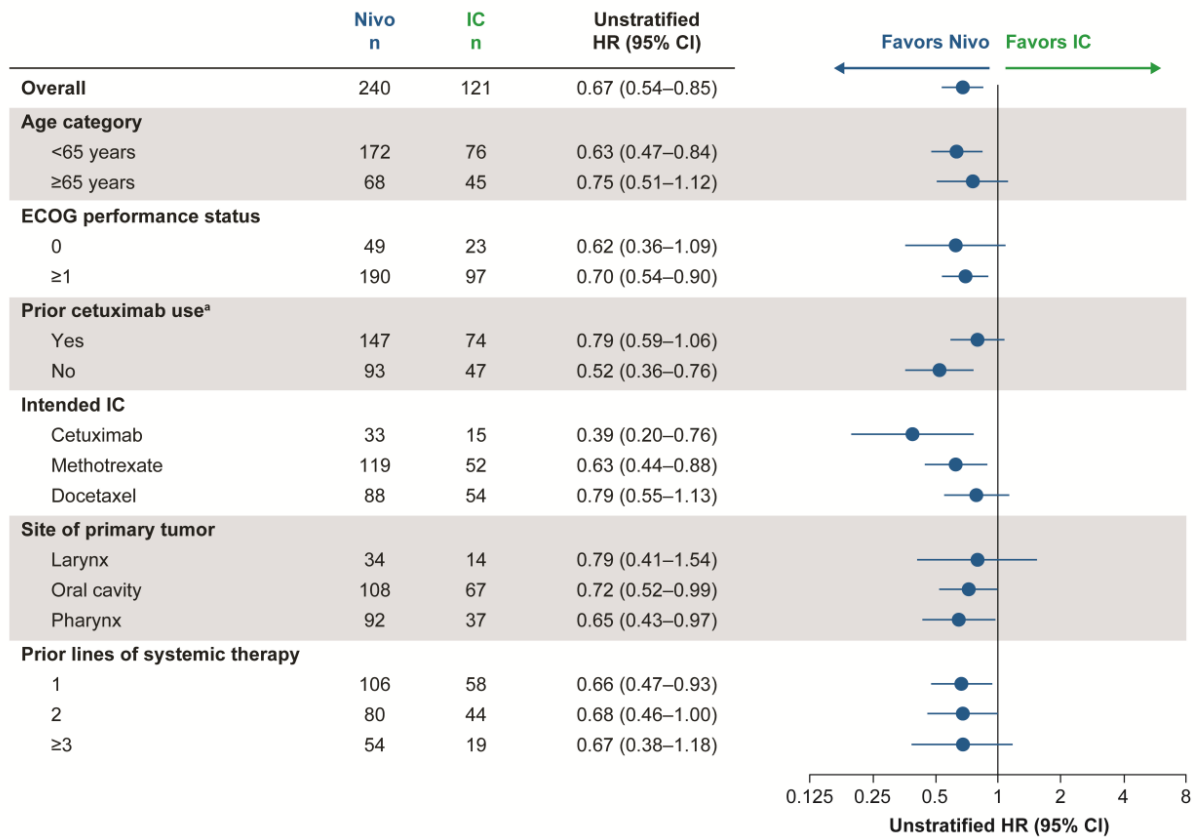 Nivo IC Unstratified
n n HR (95% CI) Favors Nivo Favors IC
Overall 240 121 0.67 (0.54–0.85)
Age category
<65 years 172 76 0.63 (0.47–0.84)
≥65 years 68 45 0.75 (0.51–1.12)
ECOG performance status
0 49 23 0.62 (0.36–1.09)
≥1 190 97 0.70 (0.54–0.90)
Prior cetuximab useᵃ
Yes 147 74 0.79 (0.59–1.06)
No 93 47 0.52 (0.36–0.76)
Intended IC
Cetuximab 33 15 0.39 (0.20–0.76)
Methotrexate 119 52 0.63 (0.44–0.88)
Docetaxel 88 54 0.79 (0.55–1.13)
Site of primary tumor
Larynx 34 14 0.79 (0.41–1.54)
Oral cavity 108 67 0.72 (0.52–0.99)
Pharynx 92 37 0.65 (0.43–0.97)
Prior lines of systemic therapy
1 106 58 0.66 (0.47–0.93)
2 80 44 0.68 (0.46–1.00)
≥3 54 19 0.67 (0.38–1.18)
0.125 0.25 0.5 1 2 4 8
Unstratified HR (95% CI)